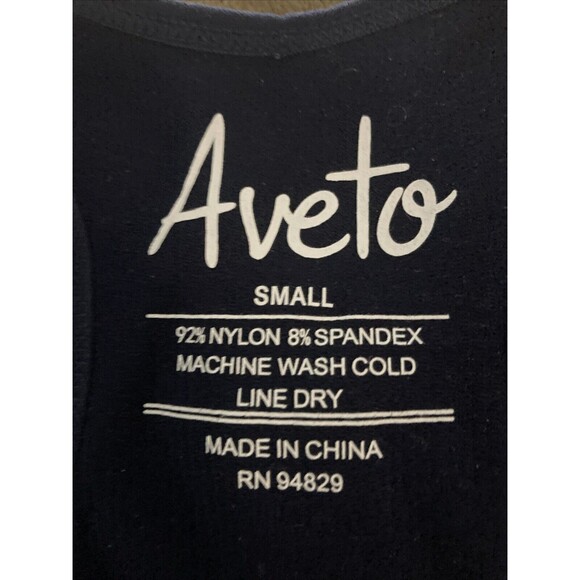 Aveto
SMALL
92% NYLON 8% SPANDEX
MACHINE WASH COLD
LINE DRY
MADE IN CHINA
RN 94829